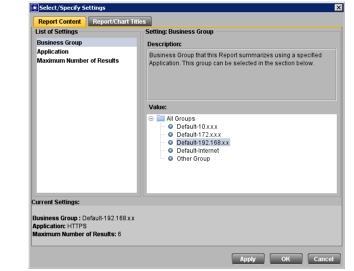 Select/Specify Settings
Report Content
Report/Chart Titles
List of Settings
Business Group
Application
Maximum Number of Results
Setting: Business Group
Description:
Business Group that this Report summarizes using a specified
Application. This group can be selected in the section below.
Value:
All Groups
Default-10.x.x.x
Default-172.x.x.x
Default-192.168.x.x
Default-Internet
Other Group
Current Settings:
Business Group : Default-192.168.x.x
Application: HTTPS
Maximum Number of Results: 6
Apply
OK
Cancel